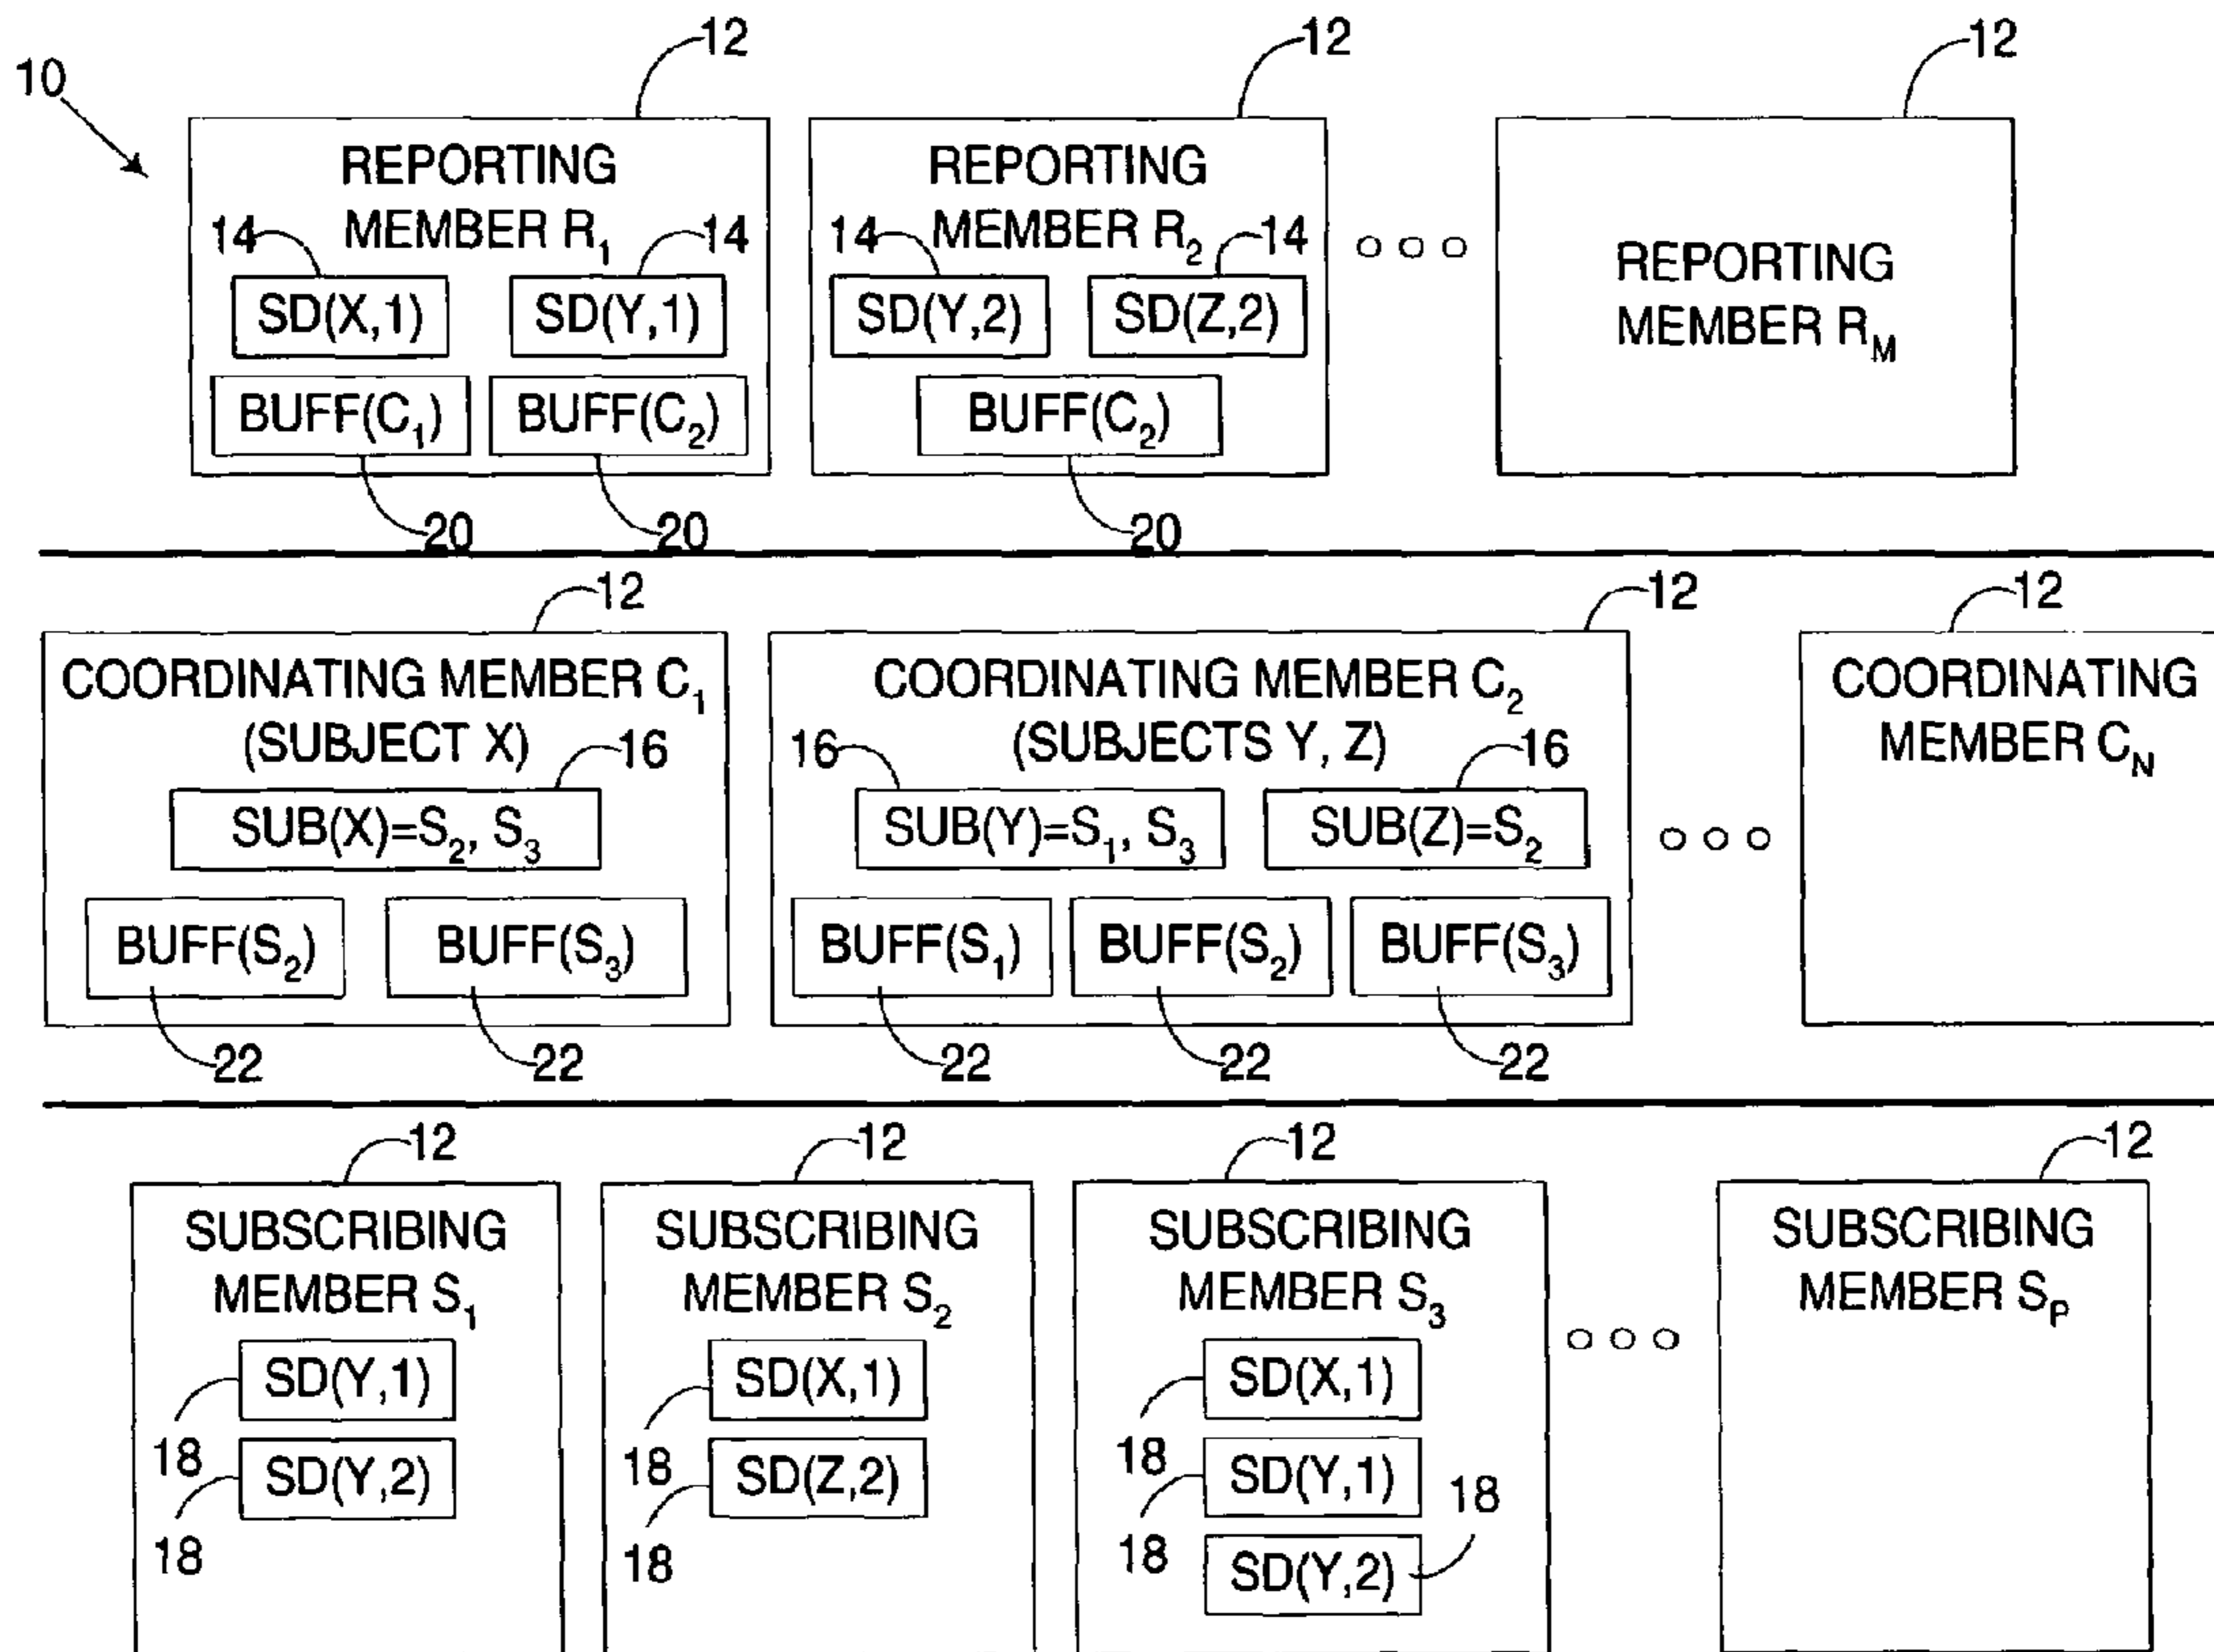 10
12
12
12
REPORTING
MEMBER R₁
14
14
SD(X,1)
SD(Y,1)
BUFF(C₁)
BUFF(C₂)
20
20
REPORTING
MEMBER R₂
14
14
SD(Y,2)
SD(Z,2)
BUFF(C₂)
20
○ ○ ○
REPORTING
MEMBER R_M
12
12
12
COORDINATING MEMBER C₁
(SUBJECT X)
16
SUB(X)=S₂, S₃
BUFF(S₂)
BUFF(S₃)
22
22
COORDINATING MEMBER C₂
(SUBJECTS Y, Z)
16
16
SUB(Y)=S₁, S₃
SUB(Z)=S₂
BUFF(S₁)
BUFF(S₂)
BUFF(S₃)
22
22
22
○ ○ ○
COORDINATING
MEMBER C_N
12
12
12
12
SUBSCRIBING
MEMBER S₁
SD(Y,1)
18
SD(Y,2)
18
SUBSCRIBING
MEMBER S₂
SD(X,1)
18
SD(Z,2)
18
SUBSCRIBING
MEMBER S₃
SD(X,1)
18
SD(Y,1)
18
18
SD(Y,2)
○ ○ ○
SUBSCRIBING
MEMBER S_P